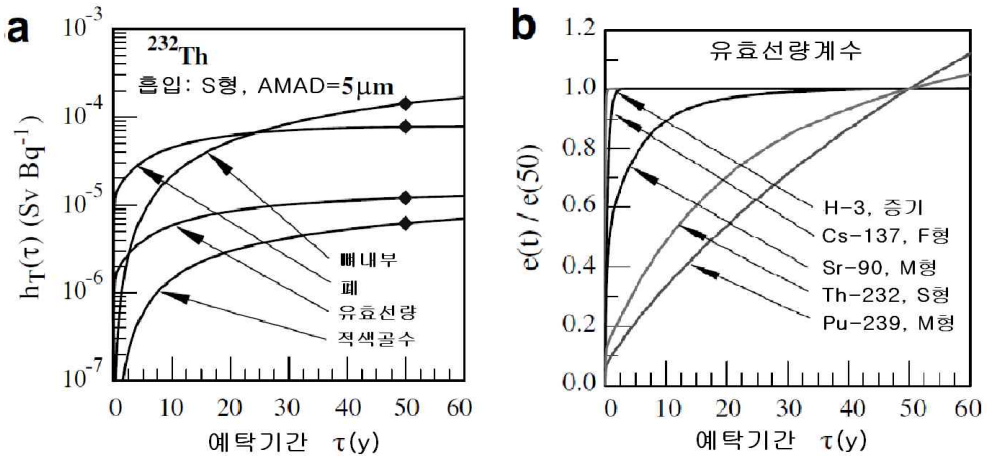 a
²³²Th
흡입: S형, AMAD=5μm
h_T(τ) (Sv Bq⁻¹)
10⁻³
10⁻⁴
10⁻⁵
10⁻⁶
10⁻⁷
뼈내부
폐
유효선량
적색골수
0 10 20 30 40 50 60
예탁기간 τ(y)
b
유효선량계수
e(t) / e(50)
1.0
0.8
0.6
0.4
0.2
0.0
H-3, 증기
Cs-137, F형
Sr-90, M형
Th-232, S형
Pu-239, M형
0 10 20 30 40 50 60
예탁기간 τ(y)